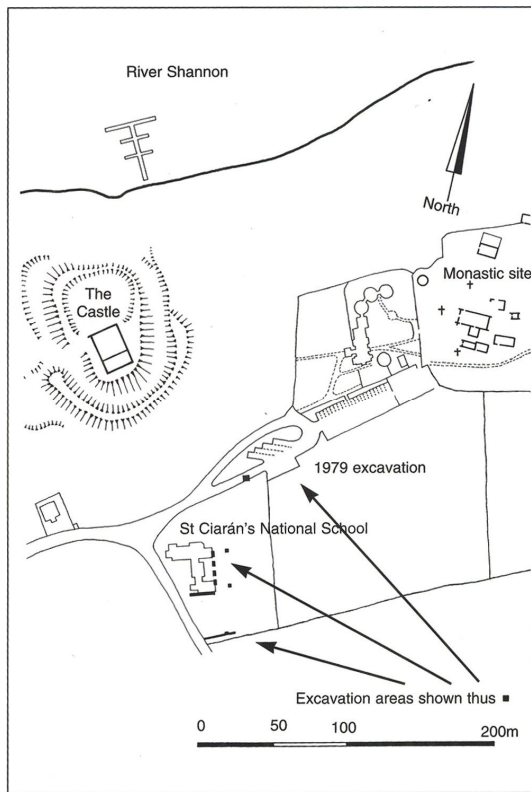 River Shannon
North
Monastic site
The
Castle
1979 excavation
St Ciarán's National School
Excavation areas shown thus
0 50 100 200m